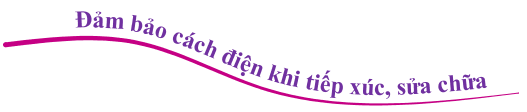 Đảm bảo cách điện khi tiếp xúc, sửa chữa